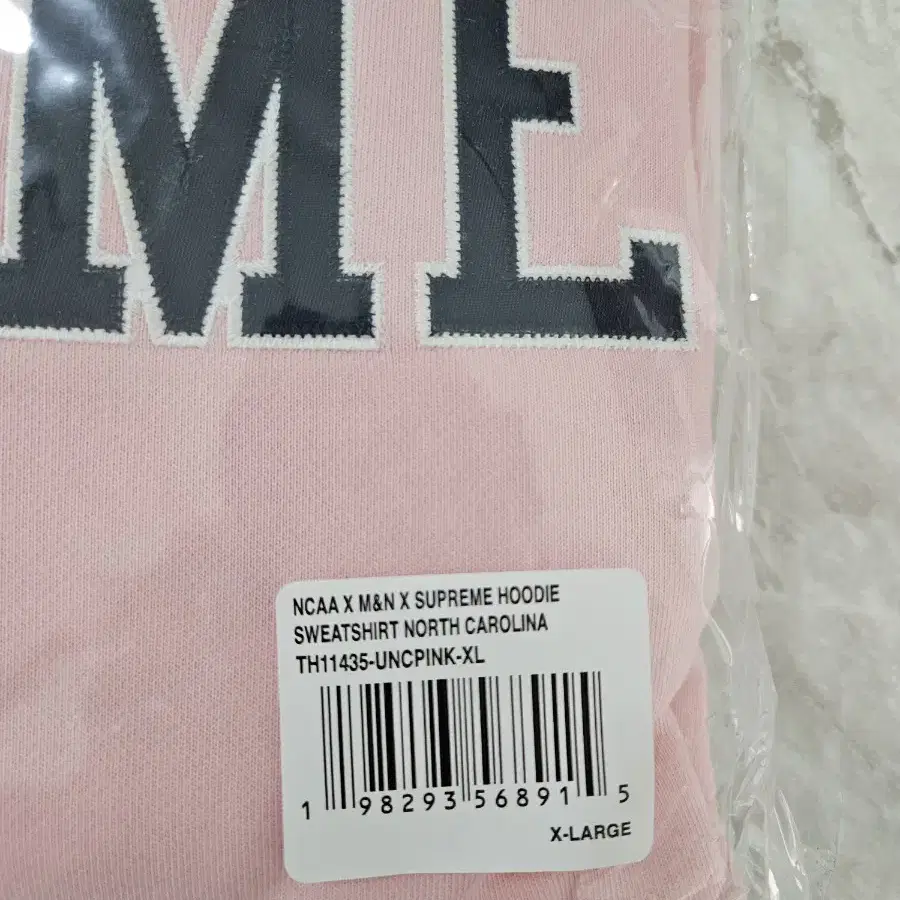 ME
NCAA X M&N X SUPREME HOODIE
SWEATSHIRT NORTH CAROLINA
TH11435-UNCPINK-XL
1 98293 56891 5
X-LARGE